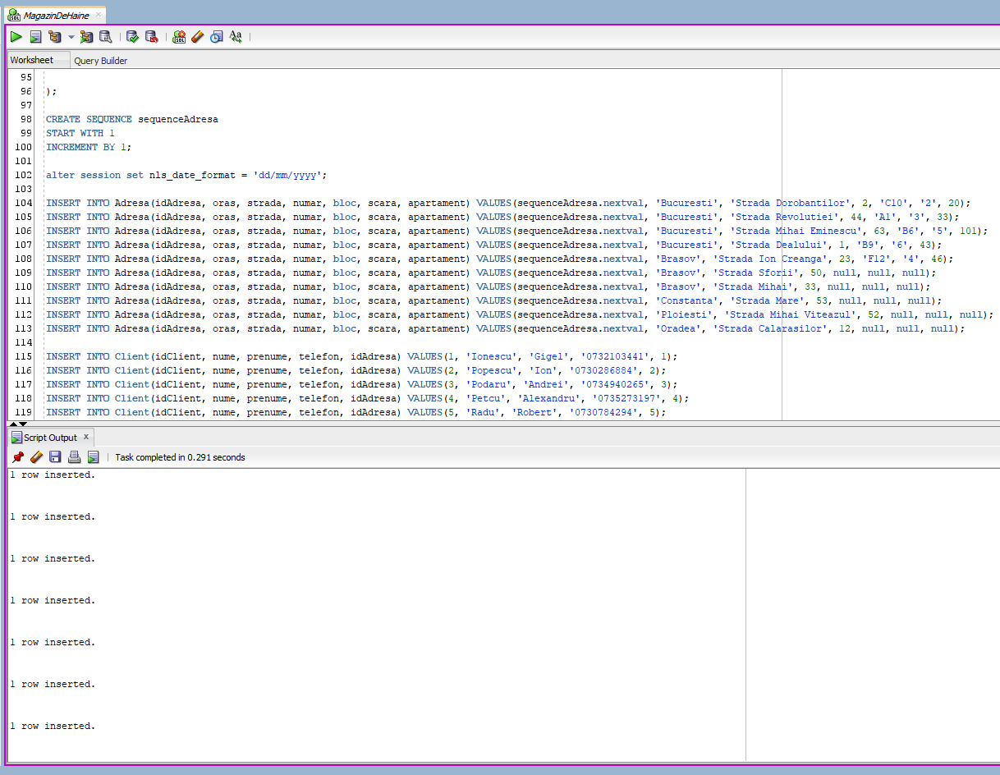 MagazinDeHaine
Worksheet Query Builder
95
96 );
97
98 CREATE SEQUENCE sequenceAdresa
99 START WITH 1
100 INCREMENT BY 1;
101
102 alter session set nls_date_format = 'dd/mm/yyyy';
103
104 INSERT INTO Adresa(idAdresa, oras, strada, numar, bloc, scara, apartament) VALUES(sequenceAdresa.nextval, 'Bucuresti', 'Strada Dorobantilor', 2, 'C10', '2', 20);
105 INSERT INTO Adresa(idAdresa, oras, strada, numar, bloc, scara, apartament) VALUES(sequenceAdresa.nextval, 'Bucuresti', 'Strada Revolutiei', 44, 'A1', '3', 33);
106 INSERT INTO Adresa(idAdresa, oras, strada, numar, bloc, scara, apartament) VALUES(sequenceAdresa.nextval, 'Bucuresti', 'Strada Mihai Eminescu', 63, 'B6', '5', 101);
107 INSERT INTO Adresa(idAdresa, oras, strada, numar, bloc, scara, apartament) VALUES(sequenceAdresa.nextval, 'Bucuresti', 'Strada Dealului', 1, 'B9', '6', 43);
108 INSERT INTO Adresa(idAdresa, oras, strada, numar, bloc, scara, apartament) VALUES(sequenceAdresa.nextval, 'Brasov', 'Strada Ion Creanga', 23, 'F12', '4', 46);
109 INSERT INTO Adresa(idAdresa, oras, strada, numar, bloc, scara, apartament) VALUES(sequenceAdresa.nextval, 'Brasov', 'Strada Sforii', 50, null, null, null);
110 INSERT INTO Adresa(idAdresa, oras, strada, numar, bloc, scara, apartament) VALUES(sequenceAdresa.nextval, 'Brasov', 'Strada Mihai', 33, null, null, null);
111 INSERT INTO Adresa(idAdresa, oras, strada, numar, bloc, scara, apartament) VALUES(sequenceAdresa.nextval, 'Constanta', 'Strada Mare', 53, null, null, null);
112 INSERT INTO Adresa(idAdresa, oras, strada, numar, bloc, scara, apartament) VALUES(sequenceAdresa.nextval, 'Ploiesti', 'Strada Mihai Viteazul', 52, null, null, null);
113 INSERT INTO Adresa(idAdresa, oras, strada, numar, bloc, scara, apartament) VALUES(sequenceAdresa.nextval, 'Oradea', 'Strada Calarasilor', 12, null, null, null);
114
115 INSERT INTO Client(idClient, nume, prenume, telefon, idAdresa) VALUES(1, 'Ionescu', 'Gigel', '0732103441', 1);
116 INSERT INTO Client(idClient, nume, prenume, telefon, idAdresa) VALUES(2, 'Popescu', 'Ion', '0730286884', 2);
117 INSERT INTO Client(idClient, nume, prenume, telefon, idAdresa) VALUES(3, 'Podaru', 'Andrei', '0734940265', 3);
118 INSERT INTO Client(idClient, nume, prenume, telefon, idAdresa) VALUES(4, 'Petcu', 'Alexandru', '0735273197', 4);
119 INSERT INTO Client(idClient, nume, prenume, telefon, idAdresa) VALUES(5, 'Radu', 'Robert', '0730784294', 5);
Script Output
Task completed in 0.291 seconds
1 row inserted.
1 row inserted.
1 row inserted.
1 row inserted.
1 row inserted.
1 row inserted.
1 row inserted.